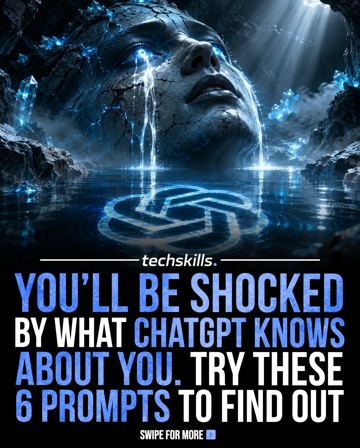 techskills.
YOU'LL BE SHOCKED
BY WHAT CHATGPT KNOWS
ABOUT YOU. TRY THESE
6 PROMPTS TO FIND OUT
SWIPE FOR MORE